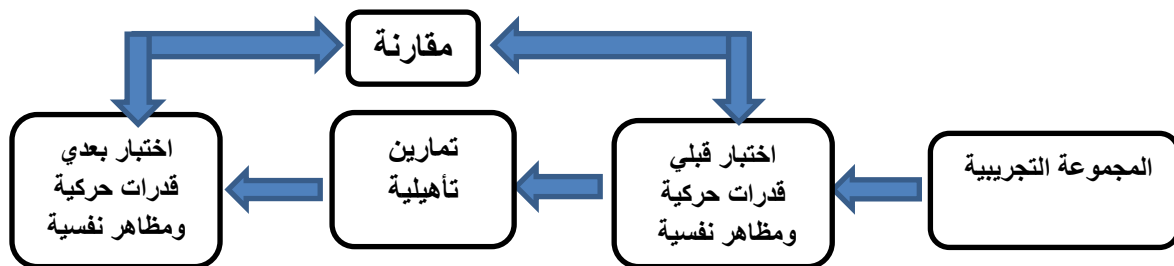 مقارنة
المجموعة التجريبية
اختبار قبلي
قدرات حركية
ومظاهر نفسية
تمارين
تأهيلية
اختبار بعدي
قدرات حركية
ومظاهر نفسية